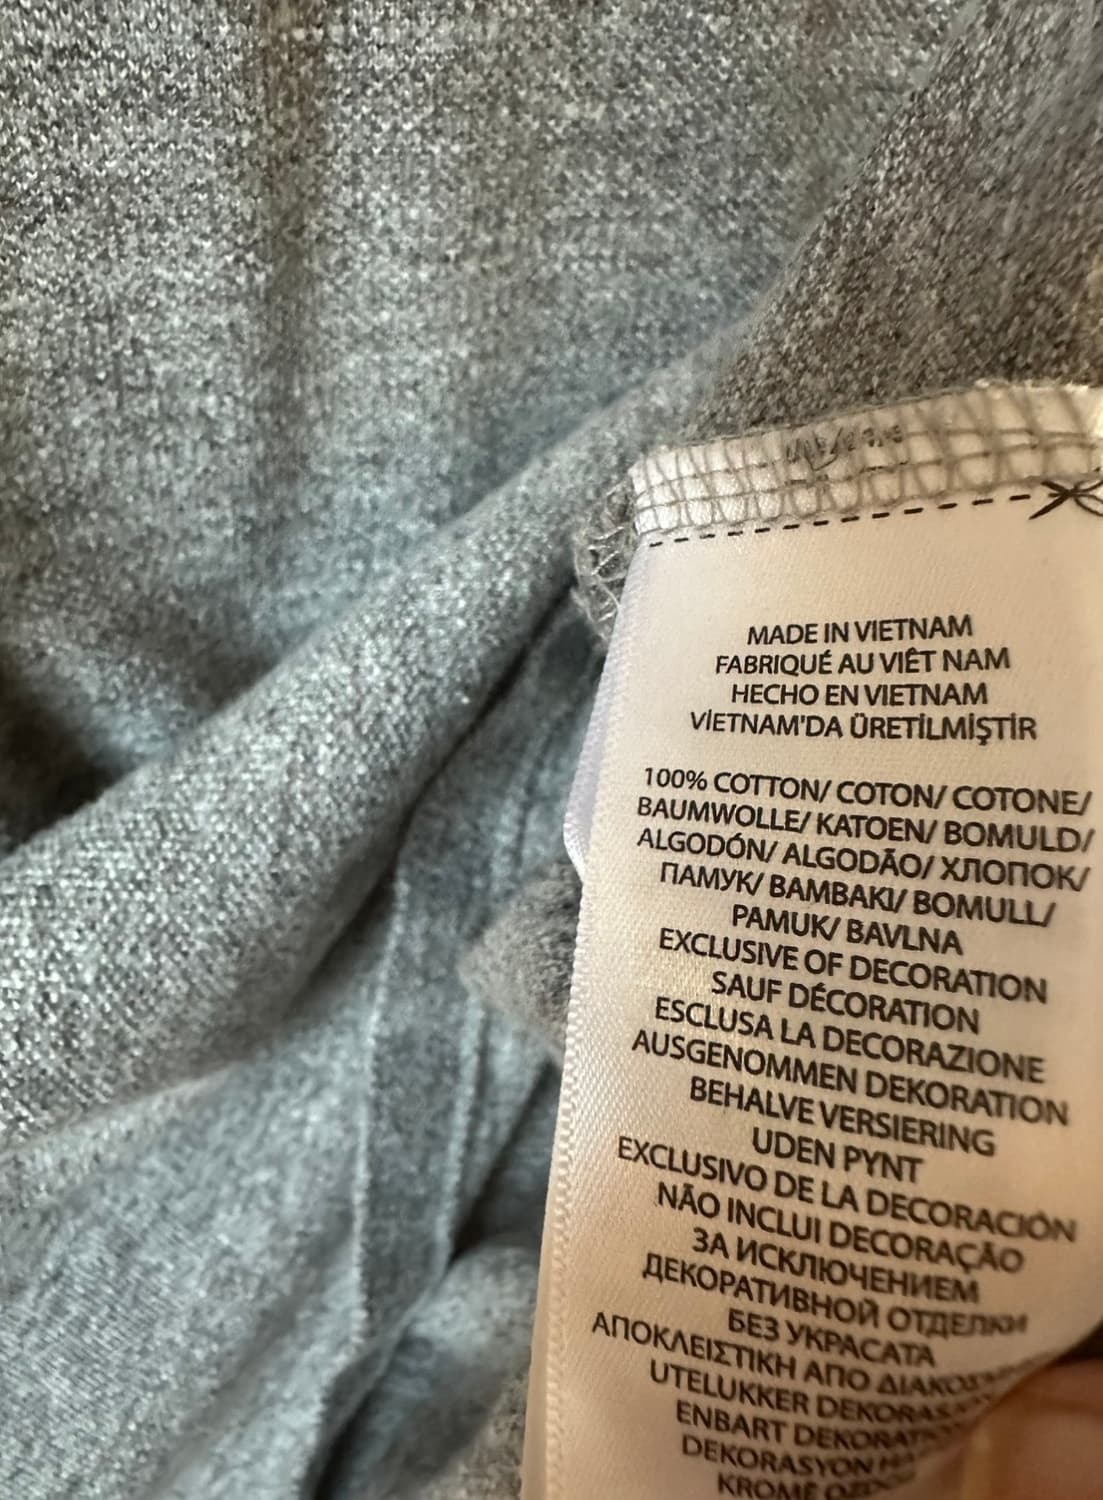 MADE IN VIETNAM
FABRIQUÉ AU VIÊT NAM
HECHO EN VIETNAM
VİETNAM'DA ÜRETİLMİŞTİR
100% COTTON/ COTON/ COTONE/
BAUMWOLLE/ KATOEN/ BOMULD/
ALGODÓN/ ALGODÃO/ ХЛОПОК/
ПАМУК/ BAMBAKI/ BOMULL/
PAMUK/ BAVLNA
EXCLUSIVE OF DECORATION
SAUF DÉCORATION
ESCLUSA LA DECORAZIONE
AUSGENOMMEN DEKORATION
BEHALVE VERSIERING
UDEN PYNT
EXCLUSIVO DE LA DECORACIÓN
NÃO INCLUI DECORAÇÃO
ЗА ИСКЛЮЧЕНИЕМ
ДЕКОРАТИВНОЙ ОТДЕЛКИ
БЕЗ УКРАСАТА
ΑΠΟΚΛΕΙΣΤΙΚΗ ΑΠΟ
UTELUKKER
ENBART
DEKORASYON
KROMĚ